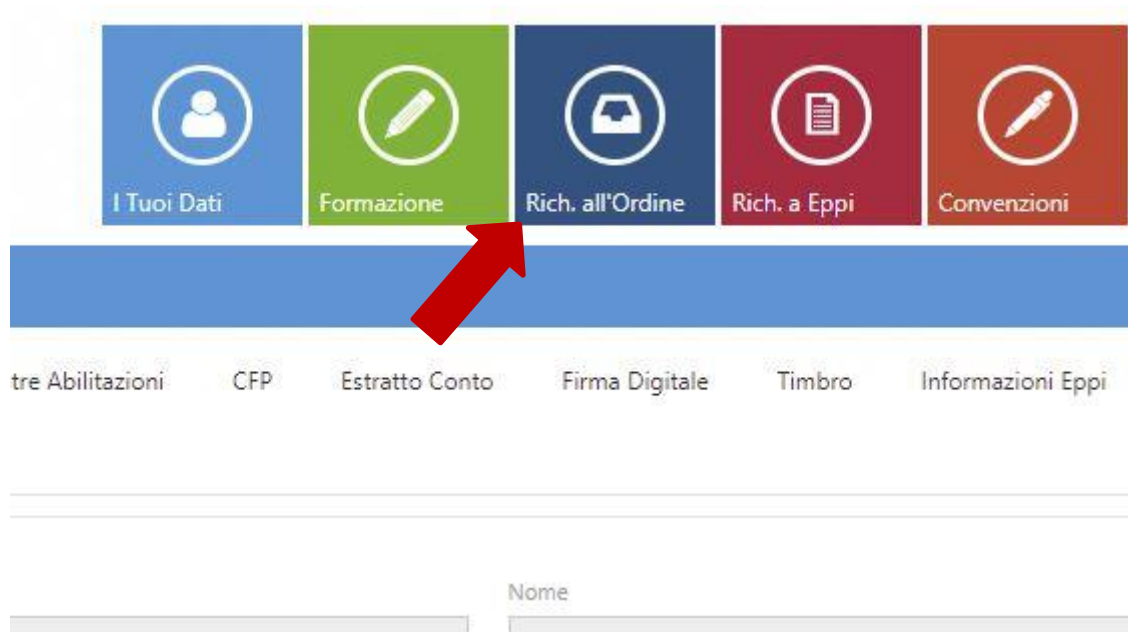 I Tuoi Dati Formazione Rich. all'Ordine Rich. a Eppi Convenzioni
tre Abilitazioni CFP Estratto Conto Firma Digitale Timbro Informazioni Eppi
Nome